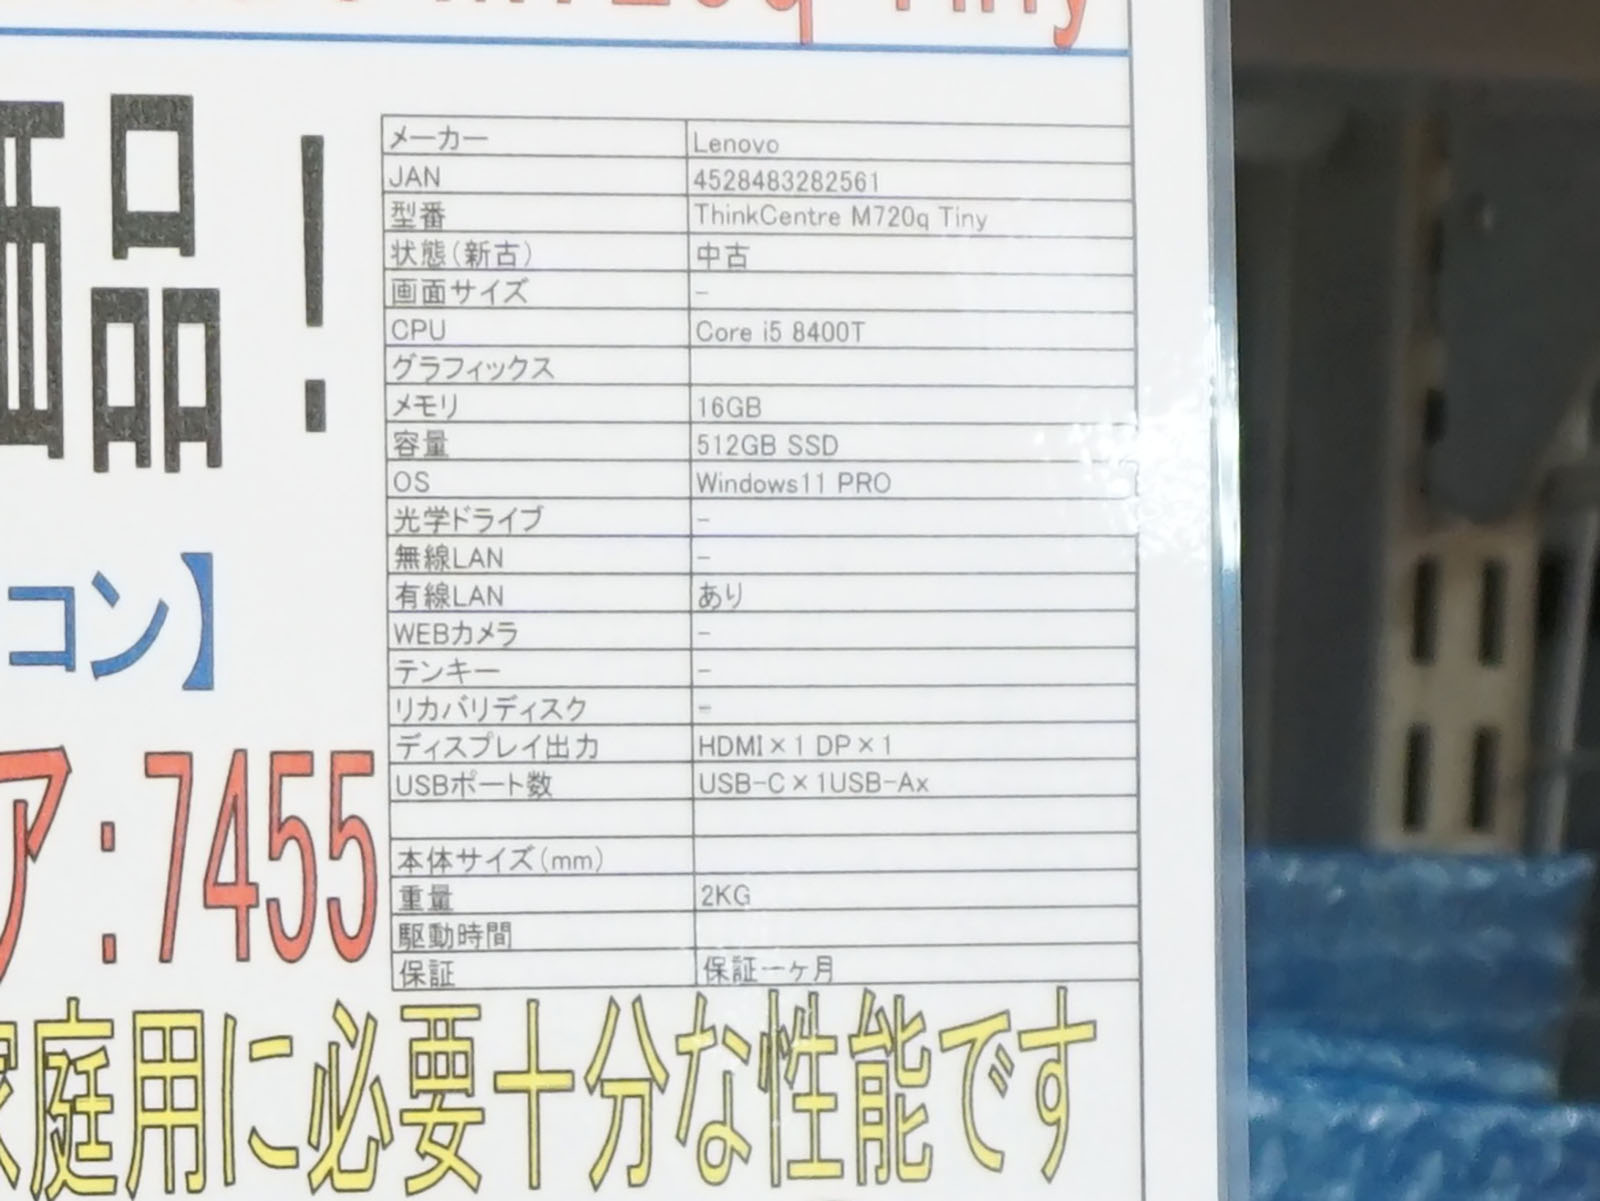 M720q Tiny
価品！
メーカー Lenovo
JAN 4528483282561
型番 ThinkCentre M720q Tiny
状態(新古) 中古
画面サイズ -
CPU Core i5 8400T
グラフィックス
メモリ 16GB
容量 512GB SSD
OS Windows11 PRO
光学ドライブ -
無線LAN -
有線LAN あり
WEBカメラ -
テンキー -
リカバリディスク -
ディスプレイ出力 HDMI×1 DP×1
USBポート数 USB-C×1USB-Ax
本体サイズ(mm)
重量 2KG
駆動時間
保証 保証一ヶ月
コン】
ア:7455
家庭用に必要十分な性能です